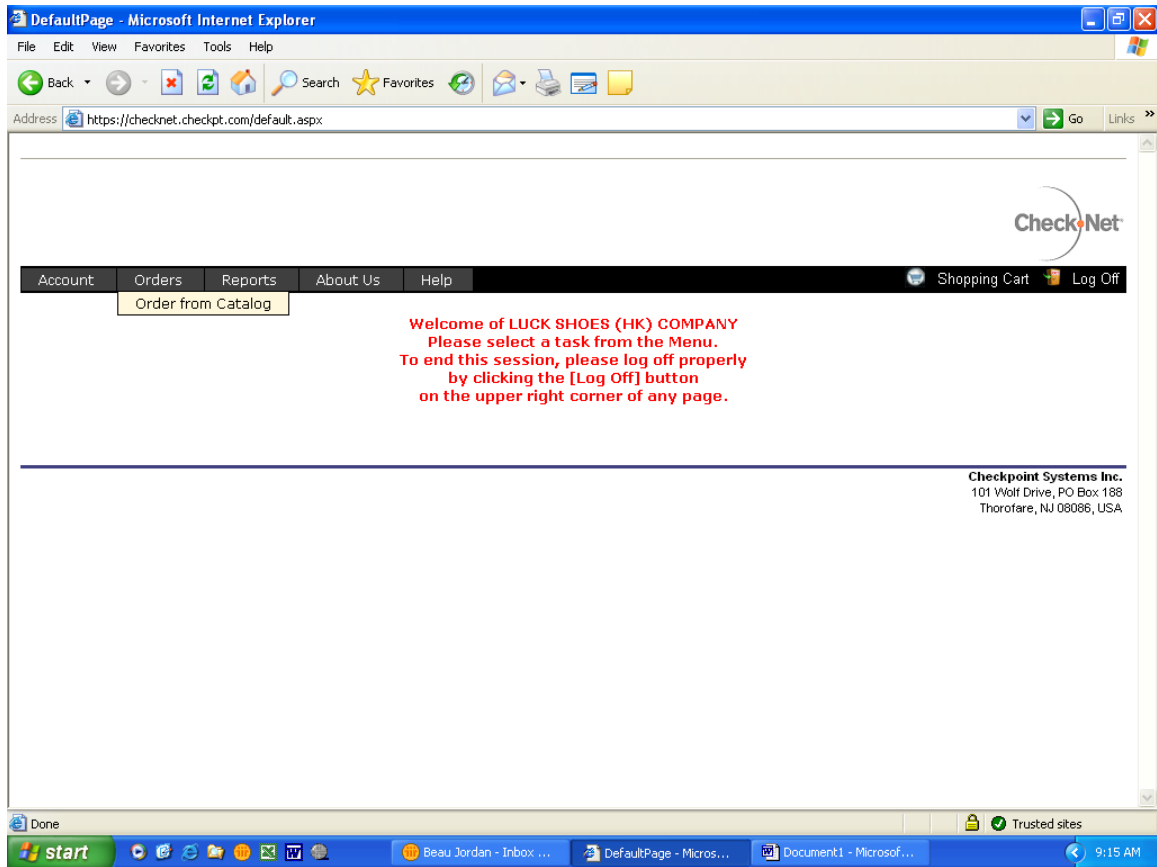 DefaultPage - Microsoft Internet Explorer
File Edit View Favorites Tools Help
Back Search Favorites
Address https://checknet.checkpt.com/default.aspx Go Links »
Check Net
Account Orders Reports About Us Help Shopping Cart Log Off
Order from Catalog
Welcome of LUCK SHOES (HK) COMPANY
Please select a task from the Menu.
To end this session, please log off properly
by clicking the [Log Off] button
on the upper right corner of any page.
Checkpoint Systems Inc.
101 Wolf Drive, PO Box 188
Thorofare, NJ 08086, USA
Done Trusted sites
start Beau Jordan - Inbox ... DefaultPage - Micros... Document1 - Microsof... 9:15 AM